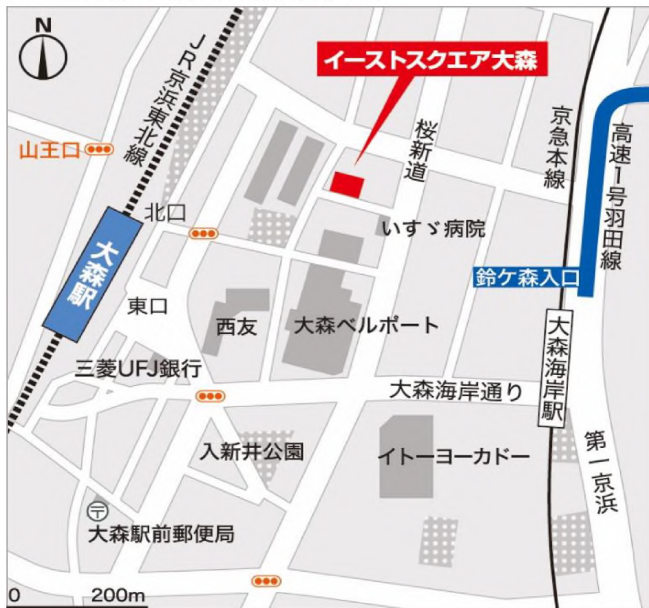 N
イーストスクエア大森
JR京浜東北線
桜新道
京急本線
高速1号羽田線
山王口
北口
いすゞ病院
大森駅
鈴ケ森入口
東口
西友
大森ベルポート
三菱UFJ銀行
大森海岸通り
大森海岸駅
入新井公園
イトーヨーカドー
第一京浜
〒
大森駅前郵便局
0 200m